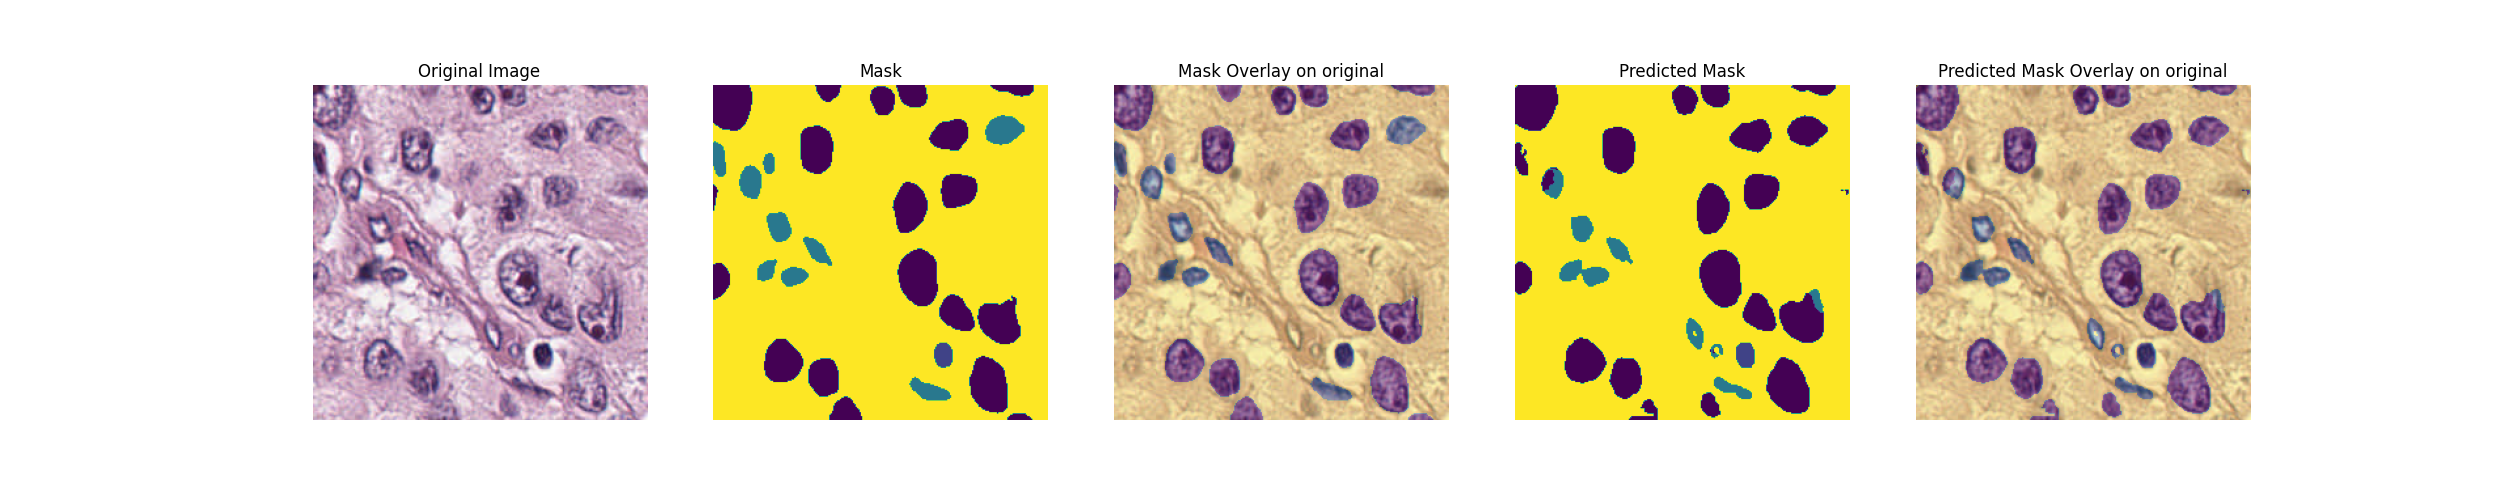 Original Image
Mask
Mask Overlay on original
Predicted Mask
Predicted Mask Overlay on original